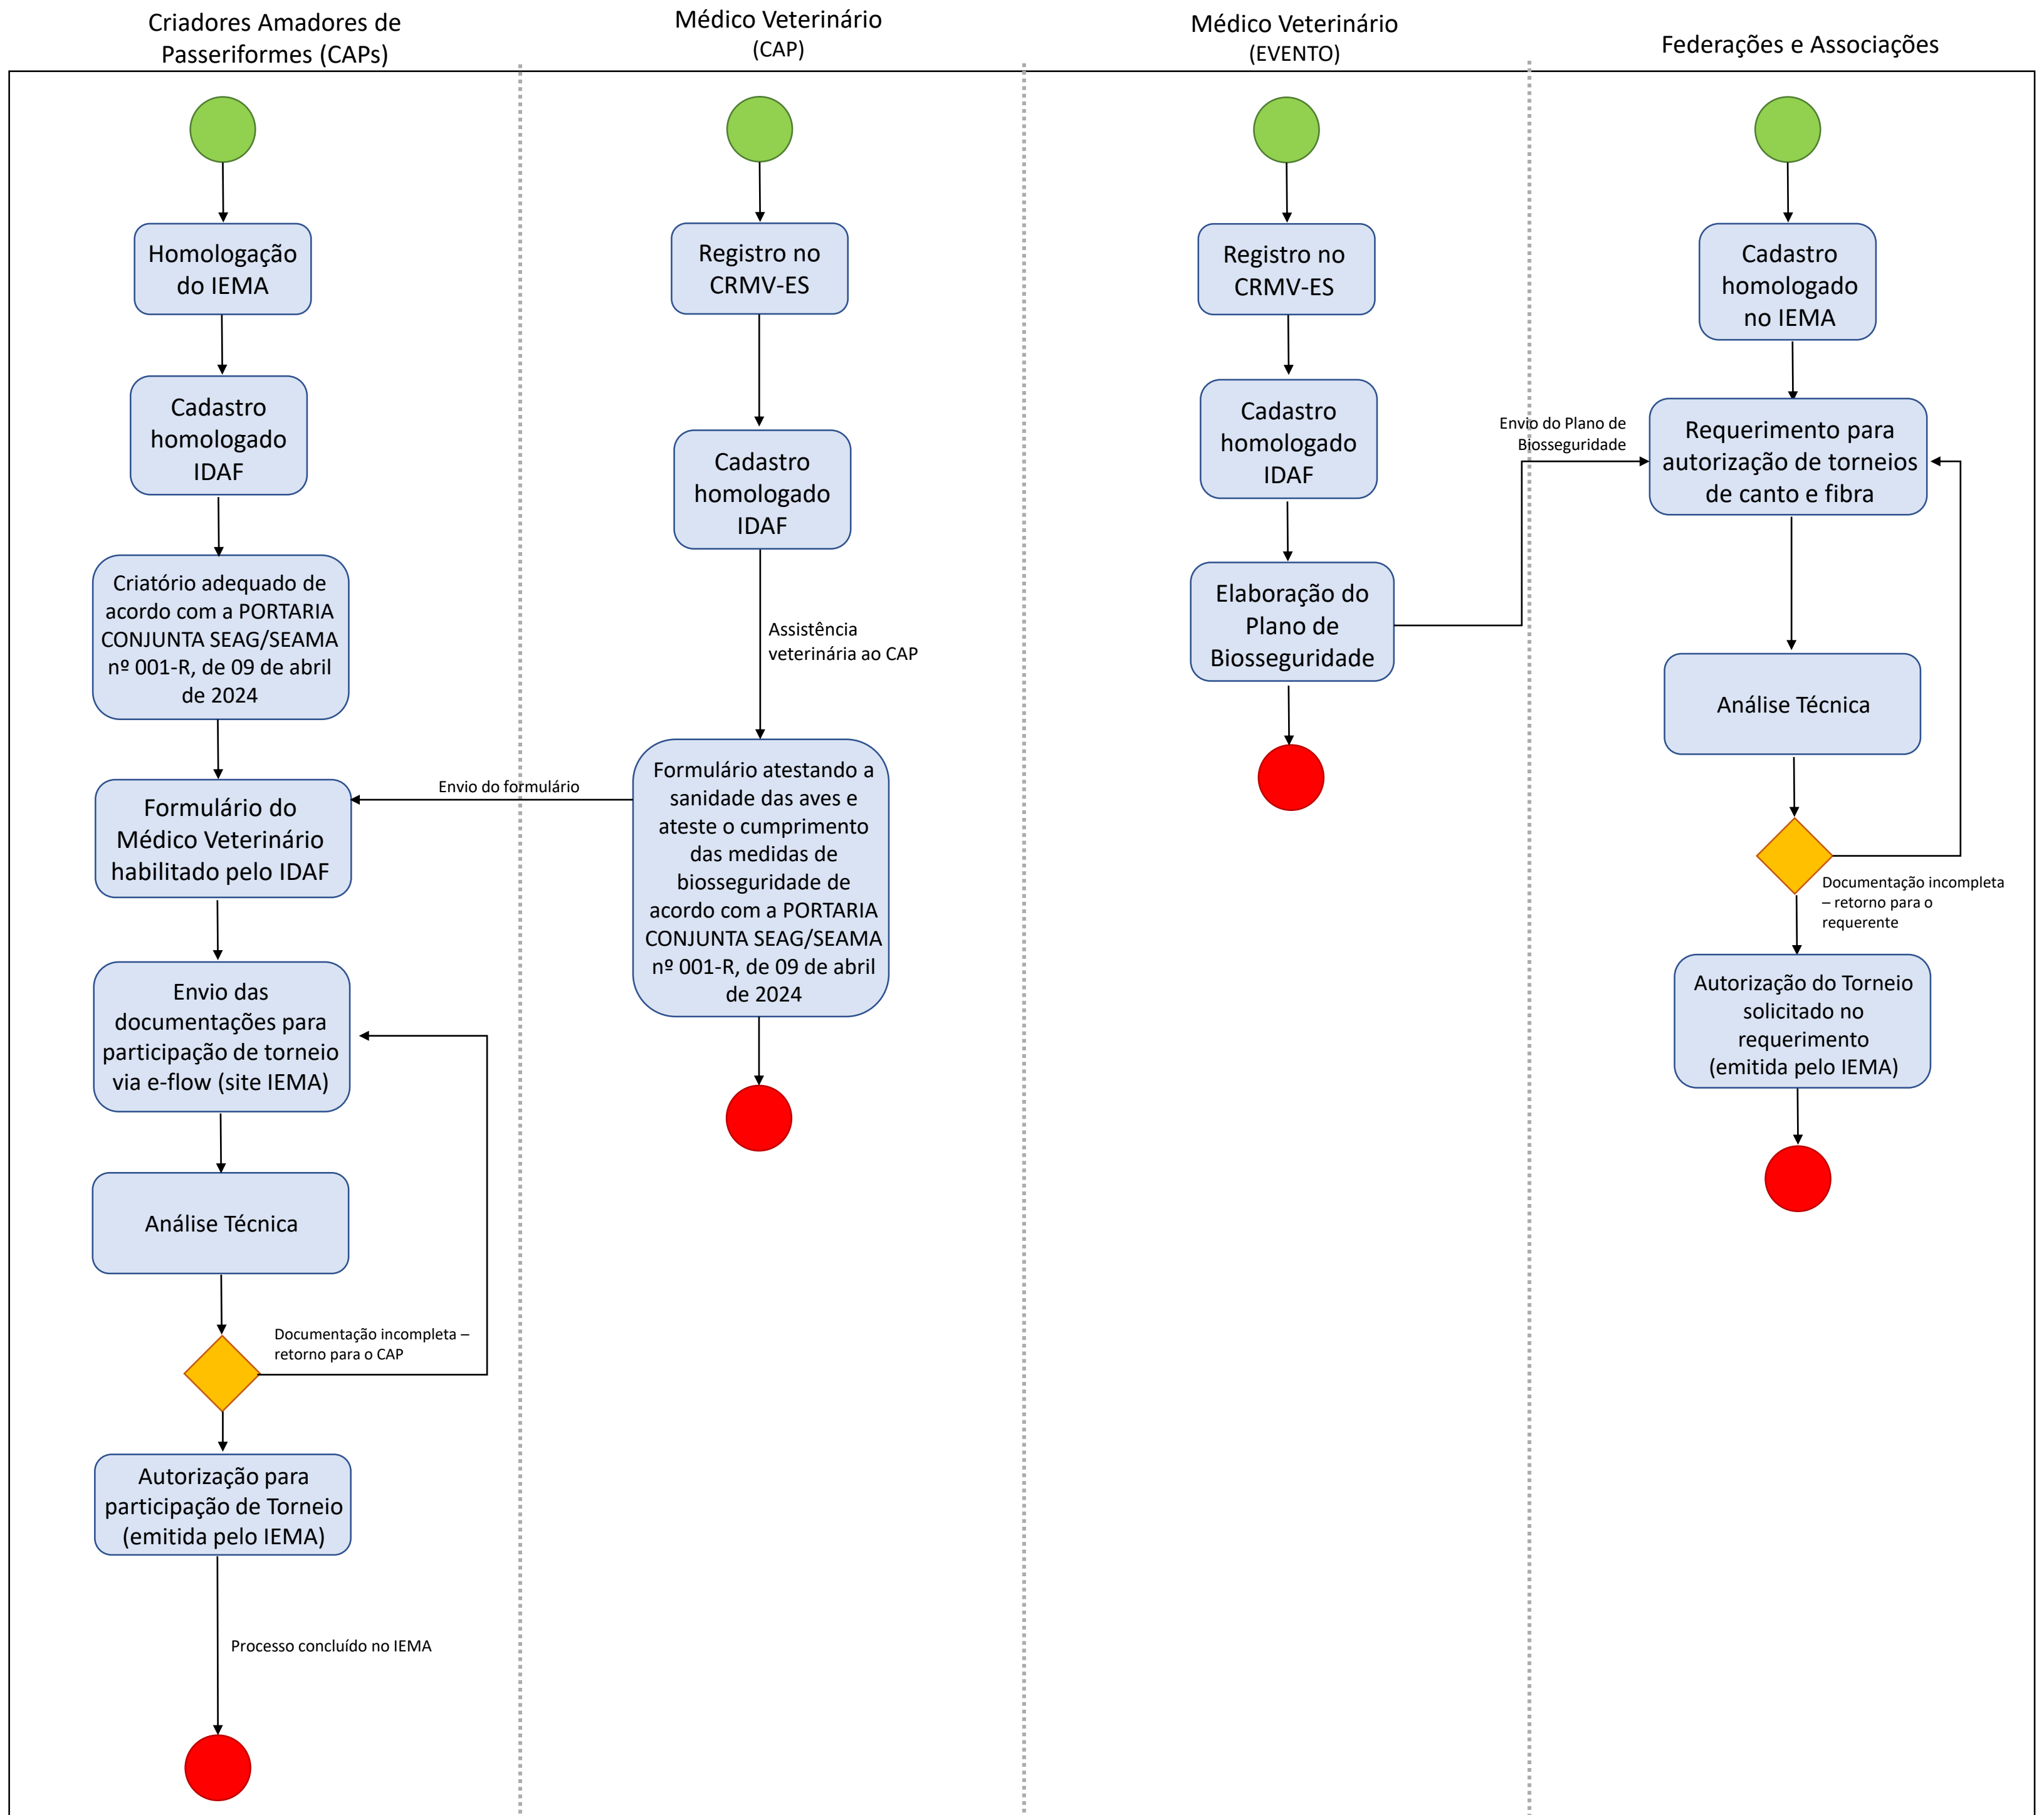 Criadores Amadores de
Passeriformes (CAPs)
Médico Veterinário
(CAP)
Médico Veterinário
(EVENTO)
Federações e Associações
Homologação
do IEMA
Cadastro
homologado
IDAF
Criatório adequado de
acordo com a PORTARIA
CONJUNTA SEAG/SEAMA
nº 001-R, de 09 de abril
de 2024
Formulário do
Médico Veterinário
habilitado pelo IDAF
Envio das
documentações para
participação de torneio
via e-flow (site IEMA)
Análise Técnica
Documentação incompleta –
retorno para o CAP
Autorização para
participação de Torneio
(emitida pelo IEMA)
Processo concluído no IEMA
Registro no
CRMV-ES
Cadastro
homologado
IDAF
Assistência
veterinária ao CAP
Envio do formulário
Formulário atestando a
sanidade das aves e
ateste o cumprimento
das medidas de
biosseguridade de
acordo com a PORTARIA
CONJUNTA SEAG/SEAMA
nº 001-R, de 09 de abril
de 2024
Registro no
CRMV-ES
Cadastro
homologado
IDAF
Elaboração do
Plano de
Biosseguridade
Envio do Plano de
Biosseguridade
Cadastro
homologado
no IEMA
Requerimento para
autorização de torneios
de canto e fibra
Análise Técnica
Documentação incompleta
– retorno para o
requerente
Autorização do Torneio
solicitado no
requerimento
(emitida pelo IEMA)